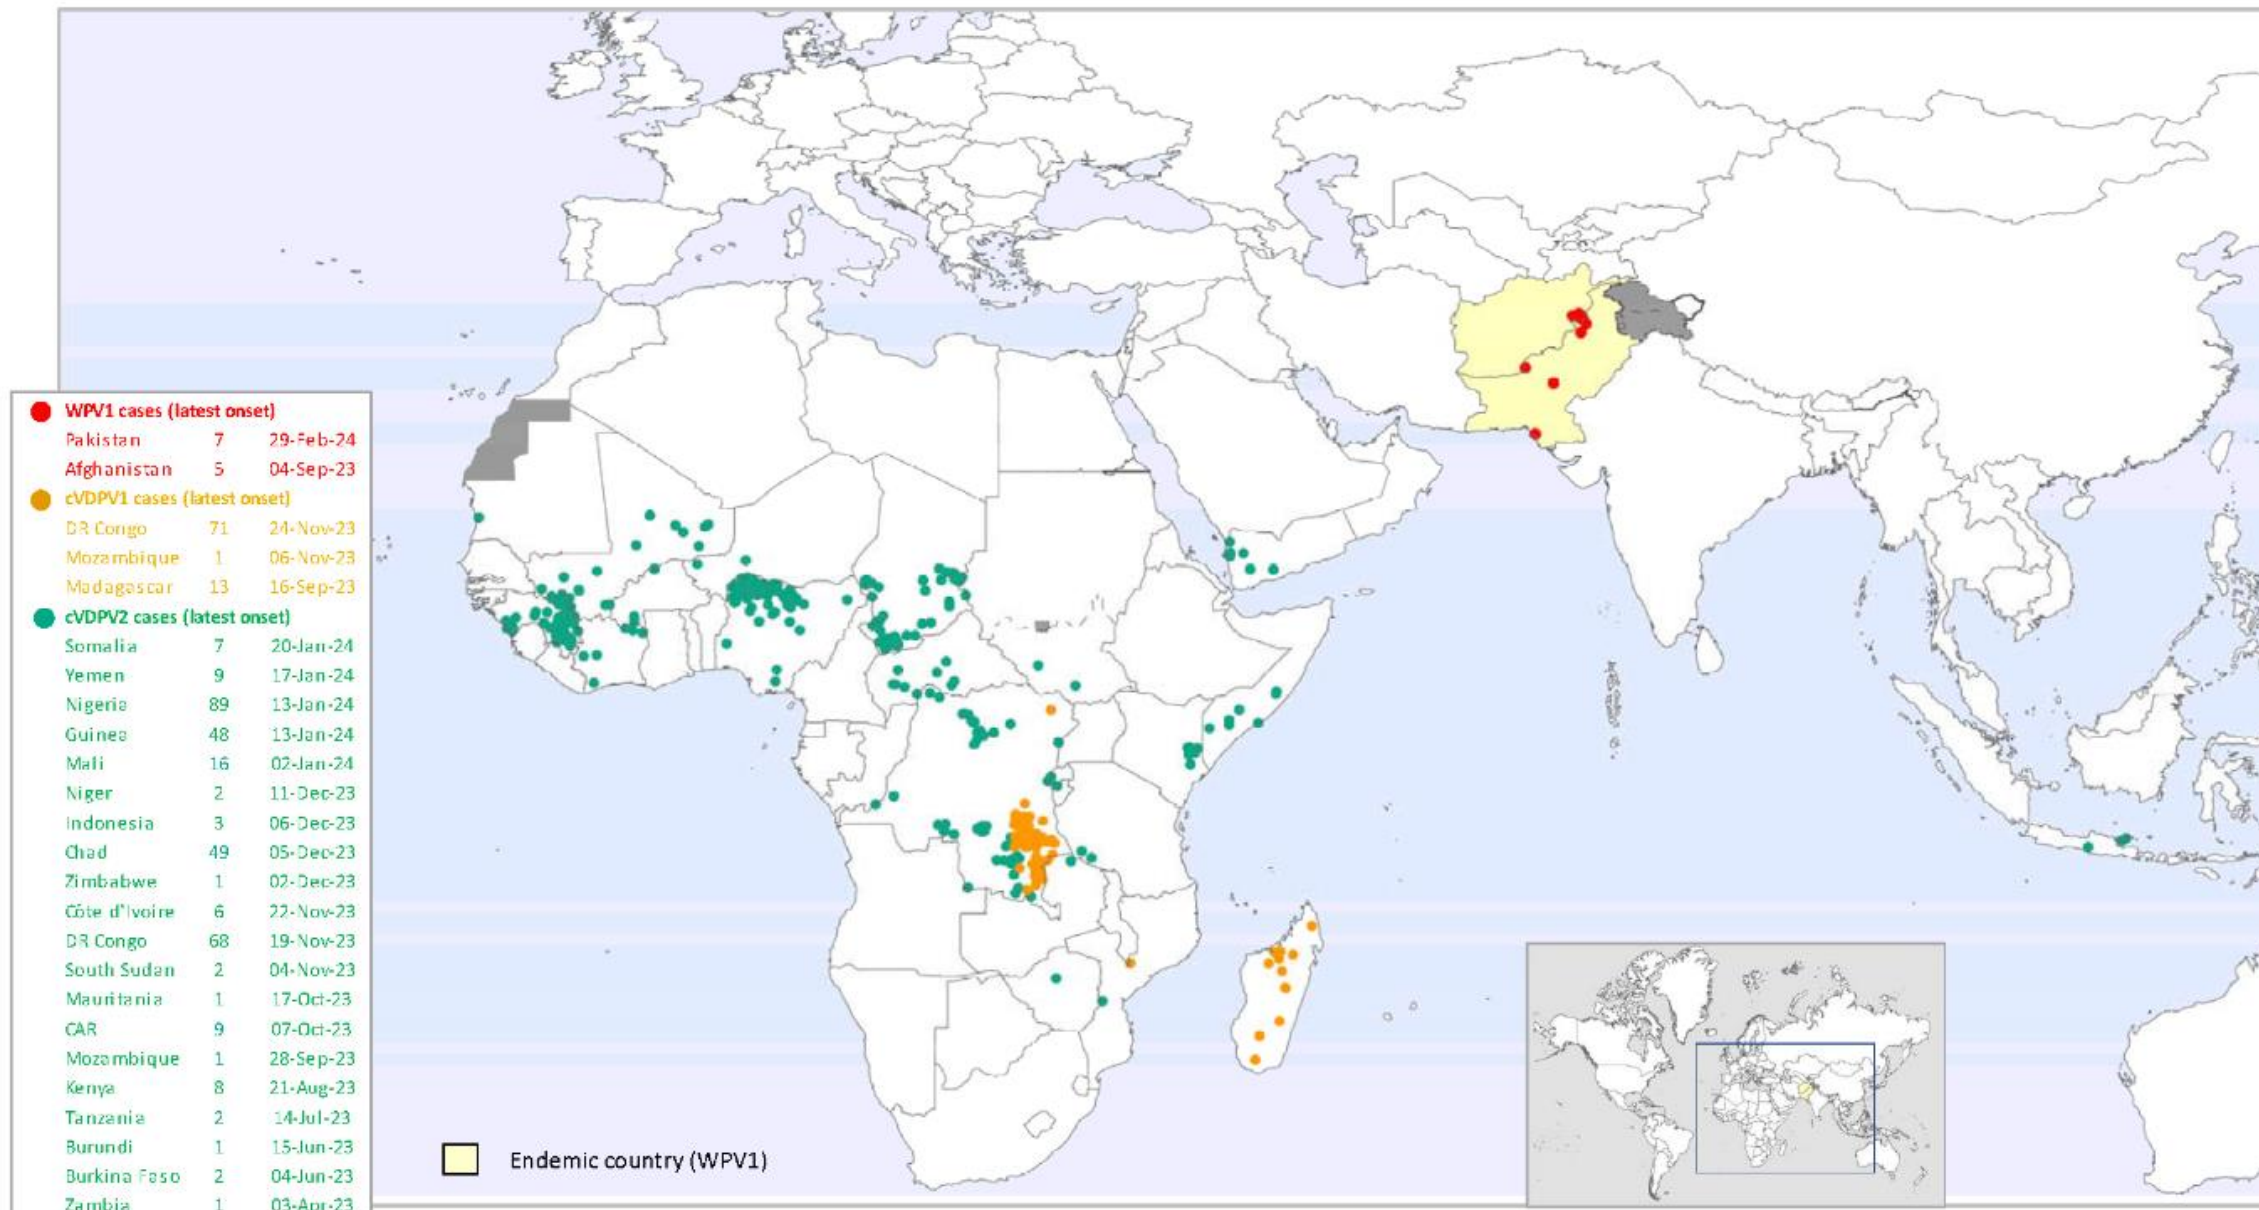 WPV1 cases (latest onset)
Pakistan 7 29-Feb-24
Afghanistan 5 04-Sep-23
cVDPV1 cases (latest onset)
DR Congo 71 24-Nov-23
Mozambique 1 06-Nov-23
Madagascar 13 16-Sep-23
cVDPV2 cases (latest onset)
Somalia 7 20-Jan-24
Yemen 9 17-Jan-24
Nigeria 89 13-Jan-24
Guinea 48 13-Jan-24
Mali 16 02-Jan-24
Niger 2 11-Dec-23
Indonesia 3 06-Dec-23
Chad 49 05-Dec-23
Zimbabwe 1 02-Dec-23
Côte d'Ivoire 6 22-Nov-23
DR Congo 68 19-Nov-23
South Sudan 2 04-Nov-23
Mauritania 1 17-Oct-23
CAR 9 07-Oct-23
Mozambique 1 28-Sep-23
Kenya 8 21-Aug-23
Tanzania 2 14-Jul-23
Burundi 1 15-Jun-23
Burkina Faso 2 04-Jun-23
Zambia 1 03-Apr-23
Endemic country (WPV1)